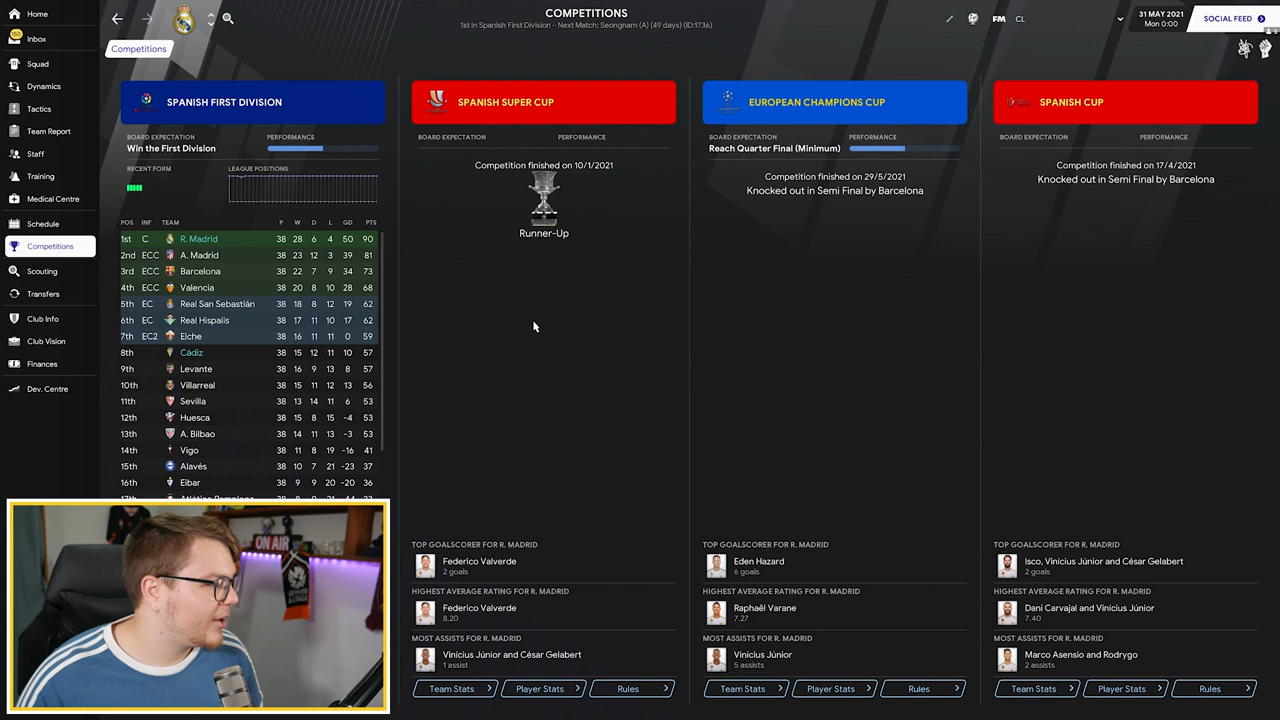 Home
150
Inbox
Squad
Dynamics
Tactics
Team Report
Staff
Training
Medical Centre
Schedule
Competitions
Scouting
Transfers
Club Info
Club Vision
Finances
Dev. Centre
COMPETITIONS
1st in Spanish First Division - Next Match: Seongnam (A) (49 days) (ID:1736)
FM CL
31 MAY 2021
Mon 0:00
SOCIAL FEED
Competitions
SPANISH FIRST DIVISION
BOARD EXPECTATION PERFORMANCE
Win the First Division
RECENT FORM LEAGUE POSITIONS
POS INF TEAM P W D L GD PTS
1st C R. Madrid 38 28 6 4 50 90
2nd ECC A. Madrid 38 23 12 3 39 81
3rd ECC Barcelona 38 22 7 9 34 73
4th ECC Valencia 38 20 8 10 28 68
5th EC Real San Sebastián 38 18 8 12 19 62
6th EC Real Hispalis 38 17 11 10 17 62
7th EC2 Elche 38 16 11 11 0 59
8th Cádiz 38 15 12 11 10 57
9th Levante 38 16 9 13 8 57
10th Villarreal 38 15 11 12 13 56
11th Sevilla 38 13 14 11 6 53
12th Huesca 38 15 8 15 -4 53
13th A. Bilbao 38 14 11 13 -3 53
14th Vigo 38 11 8 19 -16 41
15th Alavés 38 10 7 21 -23 37
16th Eibar 38 9 9 20 -20 36
SPANISH SUPER CUP
BOARD EXPECTATION PERFORMANCE
Competition finished on 10/1/2021
Runner-Up
TOP GOALSCORER FOR R. MADRID
Federico Valverde
2 goals
HIGHEST AVERAGE RATING FOR R. MADRID
Federico Valverde
8.20
MOST ASSISTS FOR R. MADRID
Vinícius Júnior and César Gelabert
1 assist
Team Stats Player Stats Rules
EUROPEAN CHAMPIONS CUP
BOARD EXPECTATION PERFORMANCE
Reach Quarter Final (Minimum)
Competition finished on 29/5/2021
Knocked out in Semi Final by Barcelona
TOP GOALSCORER FOR R. MADRID
Eden Hazard
6 goals
HIGHEST AVERAGE RATING FOR R. MADRID
Raphaël Varane
7.27
MOST ASSISTS FOR R. MADRID
Vinícius Júnior
5 assists
Team Stats Player Stats Rules
SPANISH CUP
BOARD EXPECTATION PERFORMANCE
Competition finished on 17/4/2021
Knocked out in Semi Final by Barcelona
TOP GOALSCORER FOR R. MADRID
Isco, Vinícius Júnior and César Gelabert
2 goals
HIGHEST AVERAGE RATING FOR R. MADRID
Dani Carvajal and Vinícius Júnior
7.40
MOST ASSISTS FOR R. MADRID
Marco Asensio and Rodrygo
2 assists
Team Stats Player Stats Rules
ON AIR